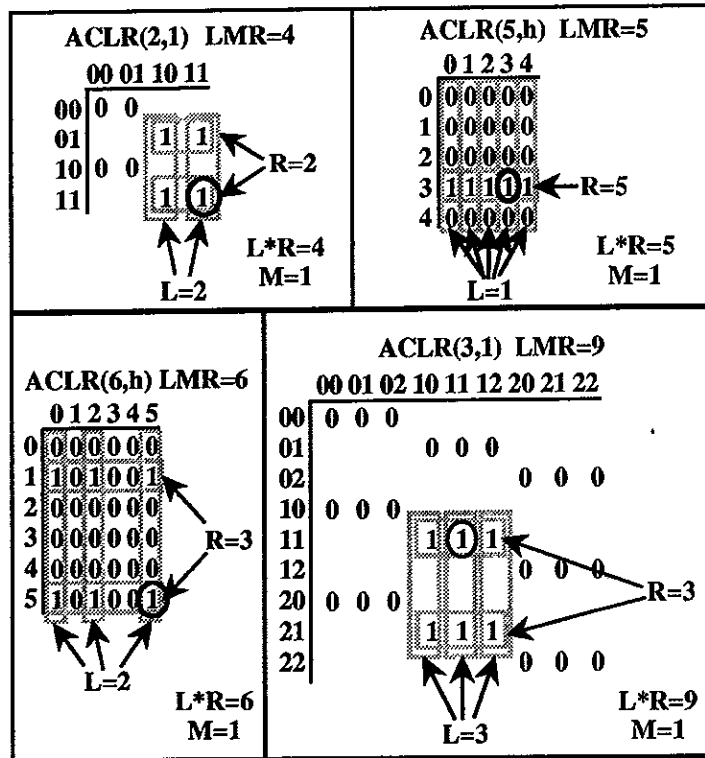 ACLR(2,1) LMR=4
00 01 10 11
00 0 0
01 1 1
10 0 0
11 1 1
R=2
L*R=4
L=2
M=1
ACLR(5,h) LMR=5
0 1 2 3 4
0 0 0 0 0 0
1 0 0 0 0 0
2 0 0 0 0 0
3 1 1 1 1 1
R=5
4 0 0 0 0 0
L*R=5
L=1
M=1
ACLR(6,h) LMR=6
0 1 2 3 4 5
0 0 0 0 0 0 0
1 1 0 1 0 0 1
2 0 0 0 0 0 0
3 0 0 0 0 0 0
R=3
4 0 0 0 0 0 0
5 1 0 1 0 0 1
L=2
L*R=6
M=1
ACLR(3,1) LMR=9
00 01 02 10 11 12 20 21 22
00 0 0 0
01 0 0 0
02 0 0 0
10 0 0 0
11 1 1 1
12 0 0 0
R=3
20 0 0 0
21 1 1 1
22 0 0 0
L*R=9
L=3
M=1